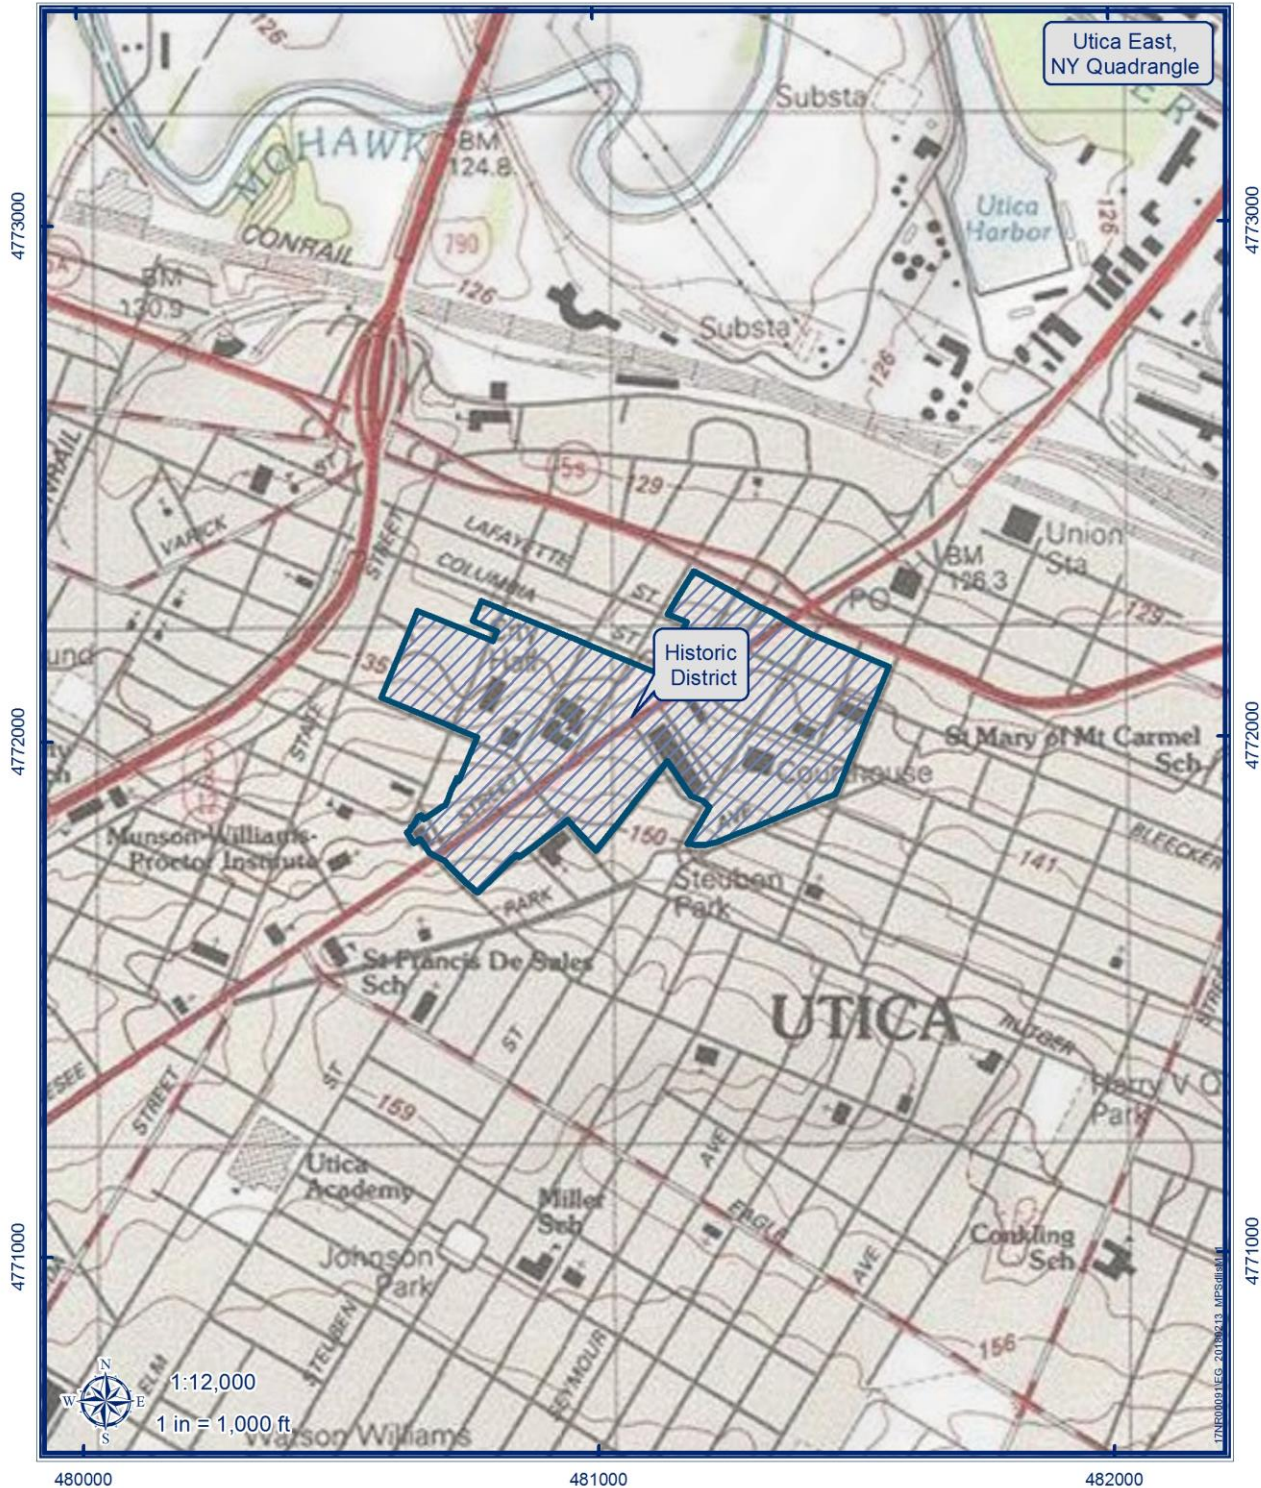 Utica East,
NY Quadrangle
126
Substa
MOHAWK
BM
124.8
Utica
Harbor
126
790
CONRAIL
126
BM
130.9
Substa
126
4773000
4773000
ST
59
129
VARICK
STREET
LAFAYETTE
ST
COLUMBIA
ST
Union
Sta
BM
126.3
PO
129
City
Hall
Historic
District
STATE
4772000
4772000
St Mary of Mt Carmel
Sch
Courthouse
STREET
AVE
150
BLEECKER
141
Munson-Williams-
Proctor Institute
Steuben
Park
PARK
St Francis De Sales
Sch
UTICA
RUTGER
ST
ST
STREET
159
Harry V O
Park
AVE
Utica
Academy
Miller
Sch
EAGLE
Conkling
Sch
AVE
Johnson
Park
4771000
4771000
STEUBEN
SEYMOUR
156
ELM
N
W E
S
1:12,000
1 in = 1,000 ft
Watson Williams
480000
481000
482000